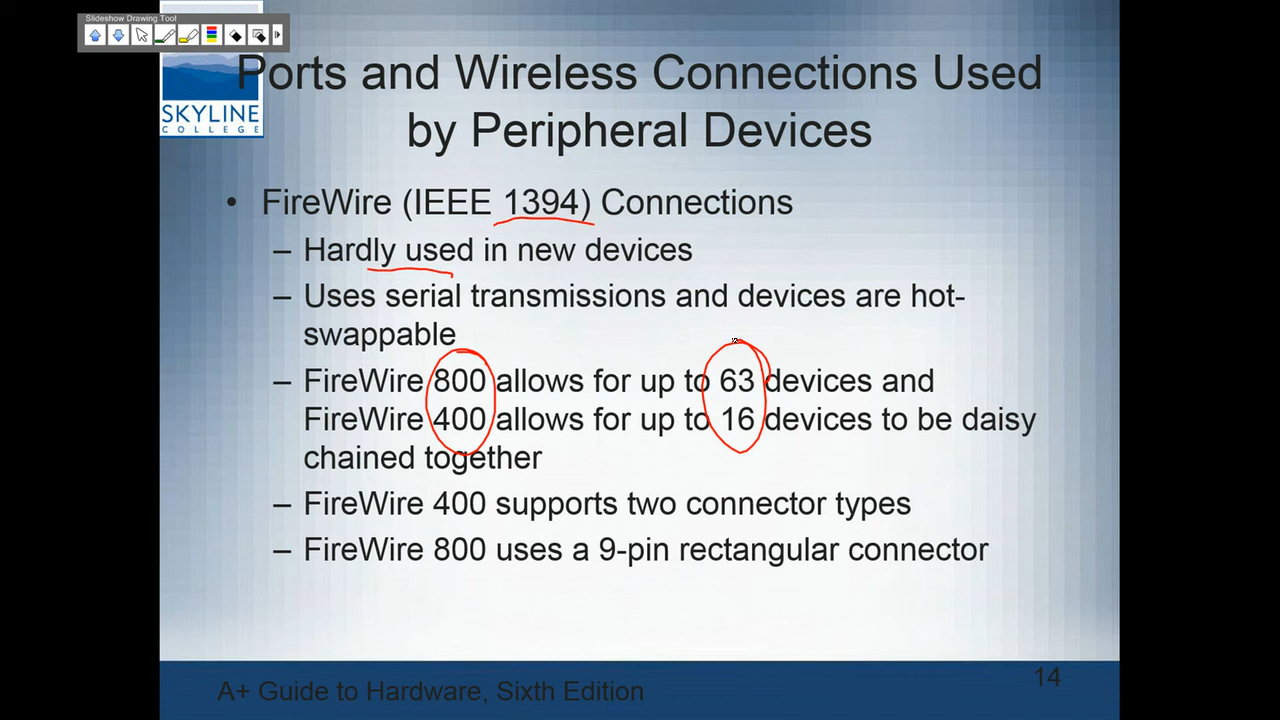 Slideshow Drawing Tool
Ports and Wireless Connections Used
by Peripheral Devices
SKYLINE
COLLEGE
• FireWire (IEEE 1394) Connections
– Hardly used in new devices
– Uses serial transmissions and devices are hot-
swappable
– FireWire 800 allows for up to 63 devices and
FireWire 400 allows for up to 16 devices to be daisy
chained together
– FireWire 400 supports two connector types
– FireWire 800 uses a 9-pin rectangular connector
A+ Guide to Hardware, Sixth Edition
14